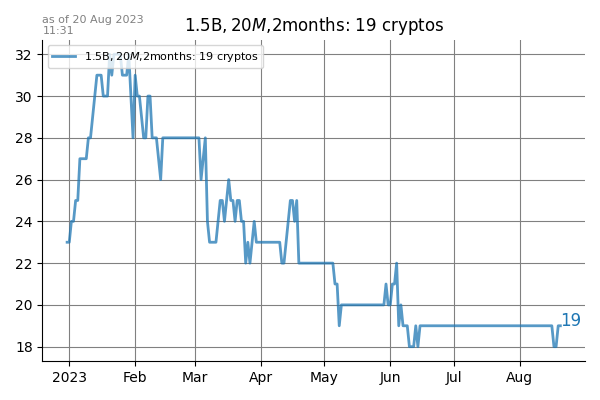 as of 20 Aug 2023
11:31
1.5B, 20M,2months: 19 cryptos
1.5B, 20M,2months: 19 cryptos
32
30
28
26
24
22
20
18
19
2023 Feb Mar Apr May Jun Jul Aug